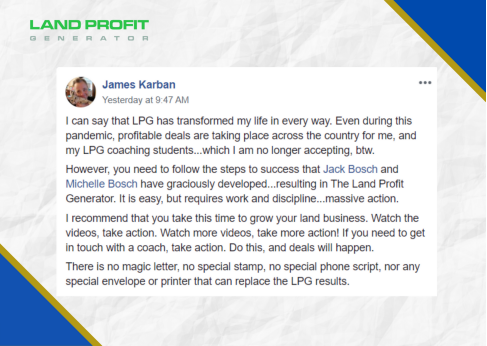 LAND PROFIT
GENERATOR
James Karban
Yesterday at 9:47 AM
I can say that LPG has transformed my life in every way. Even during this
pandemic, profitable deals are taking place across the country for me, and
my LPG coaching students...which I am no longer accepting, btw.
However, you need to follow the steps to success that Jack Bosch and
Michelle Bosch have graciously developed...resulting in The Land Profit
Generator. It is easy, but requires work and discipline...massive action.
I recommend that you take this time to grow your land business. Watch the
videos, take action. Watch more videos, take more action! If you need to get
in touch with a coach, take action. Do this, and deals will happen.
There is no magic letter, no special stamp, no special phone script, nor any
special envelope or printer that can replace the LPG results.